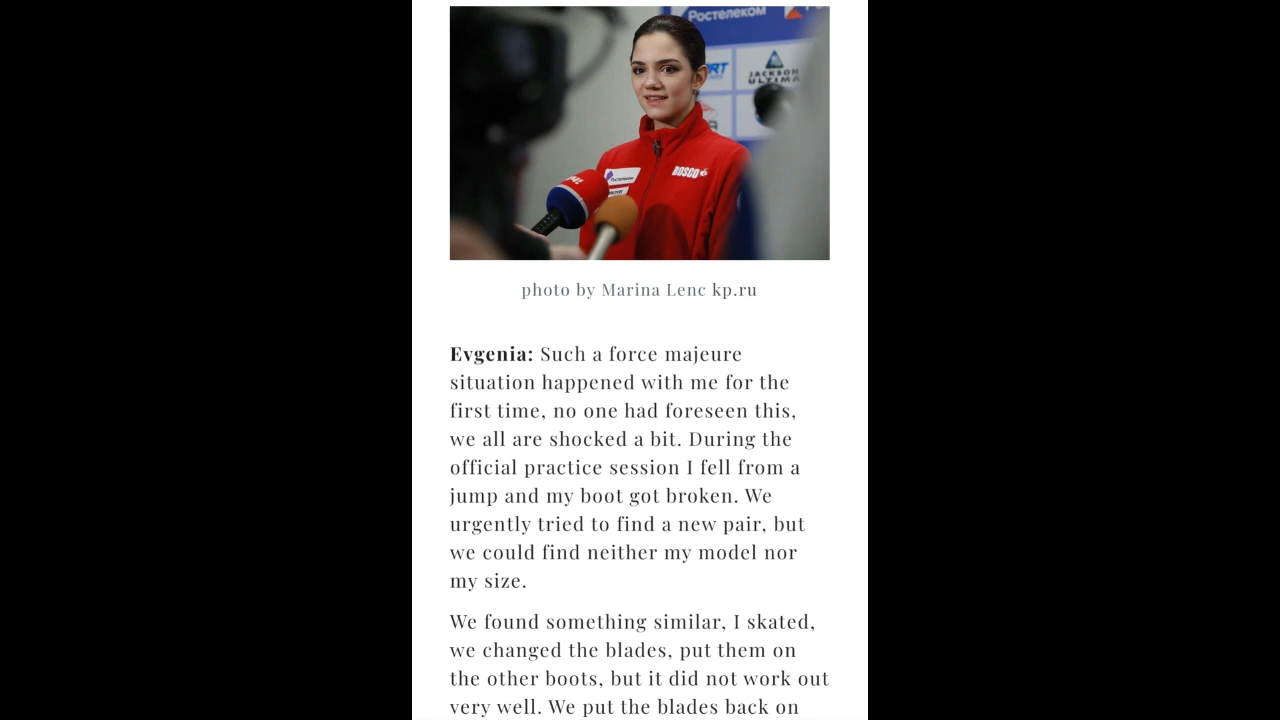 Ростелеком
JACKSON
ULTIMA
BOSCO
Ростелеком
photo by Marina Lenc kp.ru
Evgenia: Such a force majeure
situation happened with me for the
first time, no one had foreseen this,
we all are shocked a bit. During the
official practice session I fell from a
jump and my boot got broken. We
urgently tried to find a new pair, but
we could find neither my model nor
my size.
We found something similar, I skated,
we changed the blades, put them on
the other boots, but it did not work out
very well. We put the blades back on